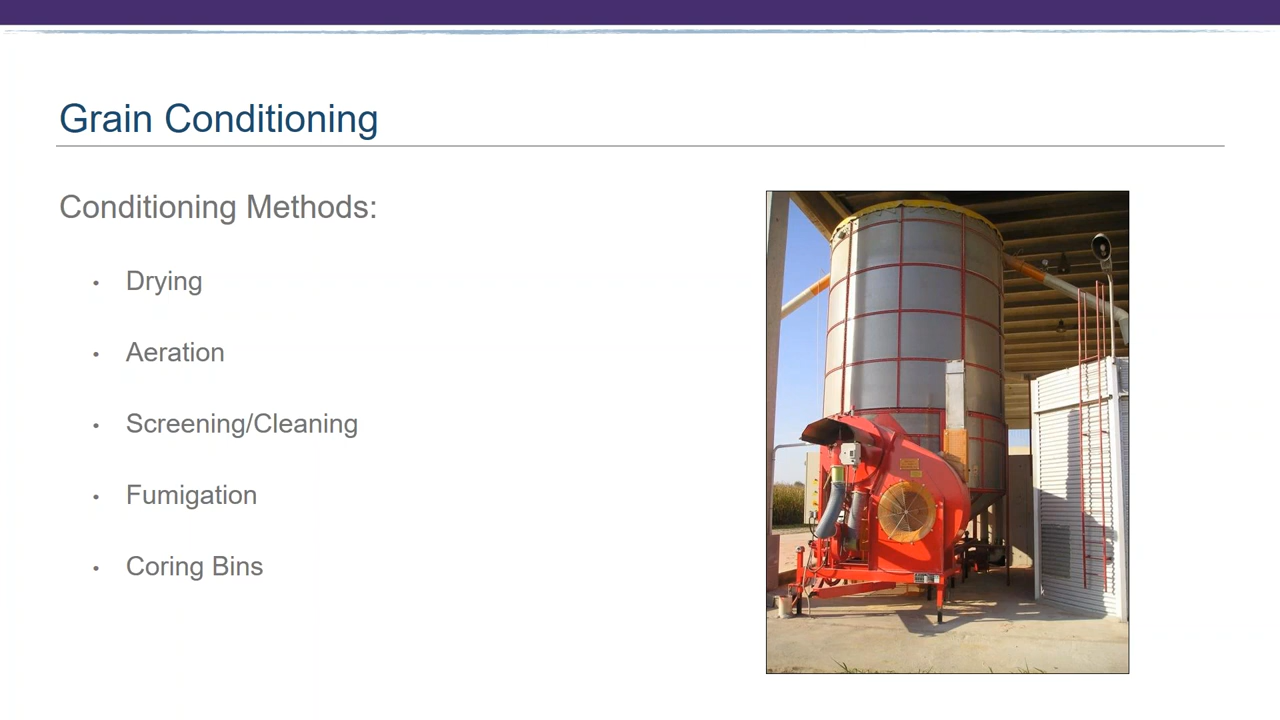 Grain Conditioning
Conditioning Methods:
• Drying
• Aeration
• Screening/Cleaning
• Fumigation
• Coring Bins